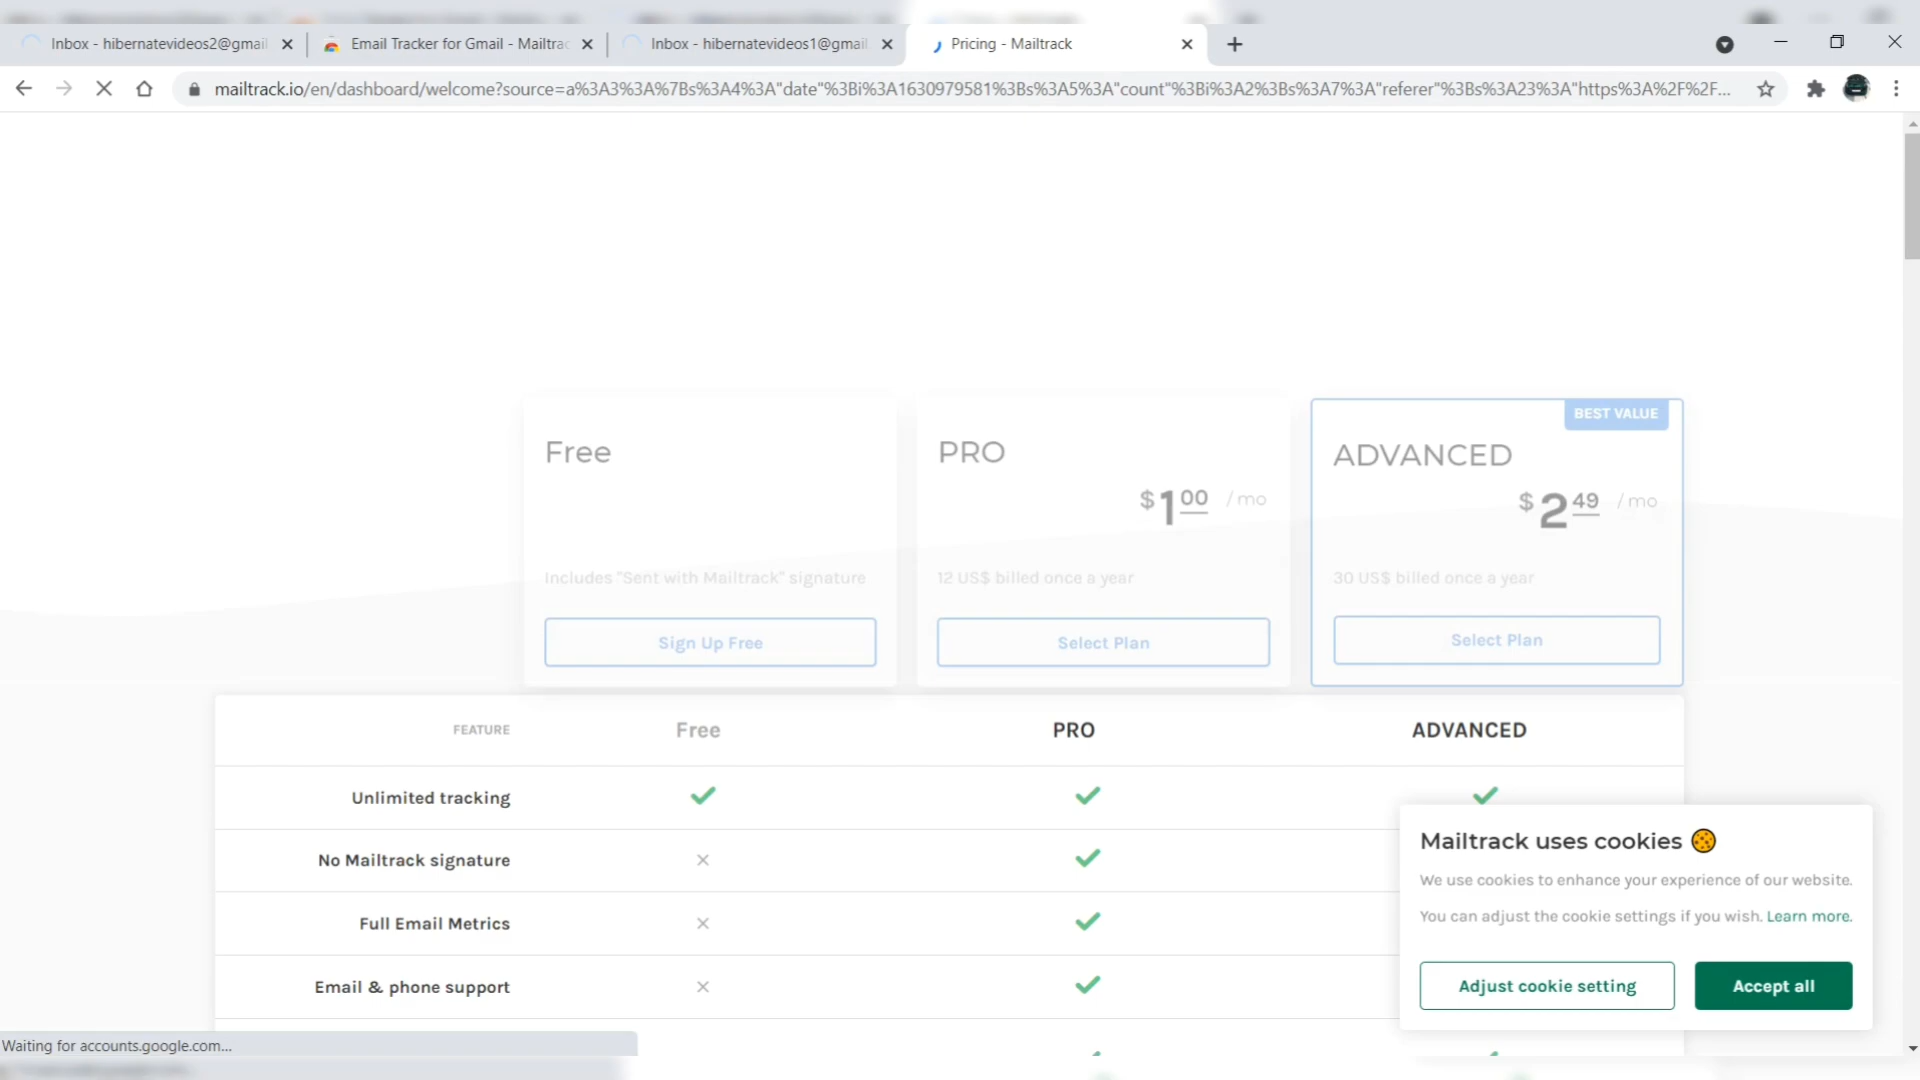 Inbox - hibernatevideos2@gmail
Email Tracker for Gmail - Mailtrac
Inbox - hibernatevideos1@gmail
Pricing - Mailtrack
mailtrack.io/en/dashboard/welcome?source=a%3A3%3A%7Bs%3A4%3A"date"%3Bi%3A1630979581%3Bs%3A5%3A"count"%3Bi%3A2%3Bs%3A7%3A"referer"%3Bs%3A23%3A"https%3A%2F%2F...
Free
PRO
$1 00 / mo
BEST VALUE
ADVANCED
$2 49 / mo
Includes "Sent with Mailtrack" signature
12 US$ billed once a year
30 US$ billed once a year
Sign Up Free
Select Plan
Select Plan
FEATURE Free PRO ADVANCED
Unlimited tracking
No Mailtrack signature
Full Email Metrics
Email & phone support
Mailtrack uses cookies
We use cookies to enhance your experience of our website.
You can adjust the cookie settings if you wish. Learn more.
Adjust cookie setting
Accept all
Waiting for accounts.google.com...